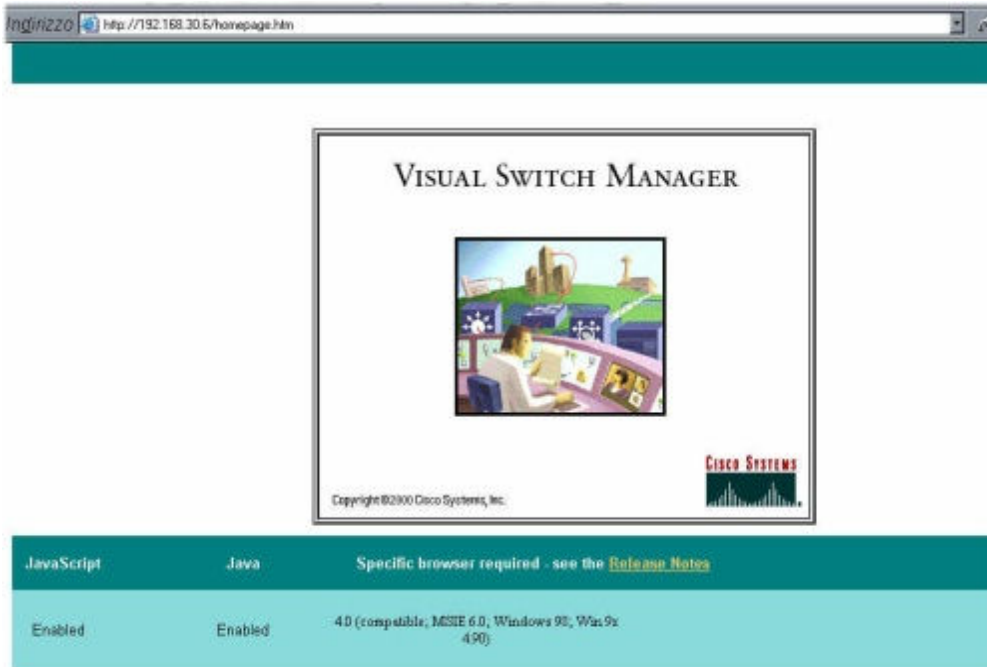 Indirizzo http://192.168.30.6/homepage.htm
VISUAL SWITCH MANAGER
CISCO SYSTEMS
Copyright ©2000 Cisco Systems, Inc.
JavaScript Java Specific browser required - see the Release Notes
Enabled Enabled 4.0 (compatible; MSIE 6.0; Windows 98; Win 9x
4.90)